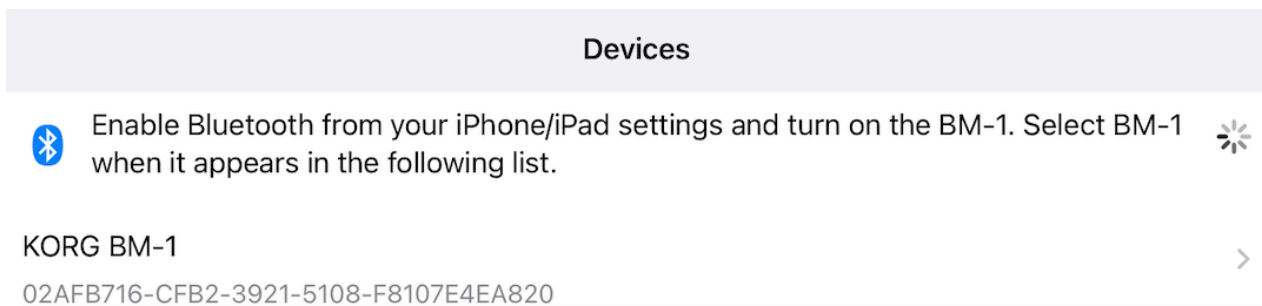 Devices
Enable Bluetooth from your iPhone/iPad settings and turn on the BM-1. Select BM-1
when it appears in the following list.
KORG BM-1
02AFB716-CFB2-3921-5108-F8107E4EA820